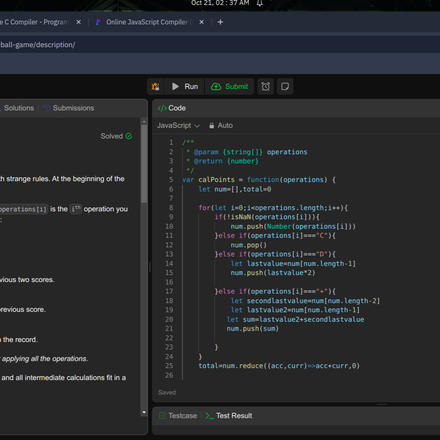 Oct 21, 02 : 37 AM
e C Compiler - Program
Online JavaScript Compiler (
ball-game/description/
Run
Submit
Solutions
Submissions
Code
Solved
JavaScript
Auto
th strange rules. At the beginning of the
operations[i] is the ith operation you
:
vious two scores.
previous score.
the record.
applying all the operations.
and all intermediate calculations fit in a
1 /**
2 * @param {string[]} operations
3 * @return {number}
4 */
5 var calPoints = function(operations) {
6 let num=[],total=0
7
8 for(let i=0;i<operations.length;i++){
9 if(!isNaN(operations[i])){
10 num.push(Number(operations[i]))
11 }else if(operations[i]==="C"){
12 num.pop()
13 }else if(operations[i]==="D"){
14 let lastvalue=num[num.length-1]
15 num.push(lastvalue*2)
16
17 }else if(operations[i]==="+"){
18 let secondlastvalue=num[num.length-2]
19 let lastvalue2=num[num.length-1]
20 let sum=lastvalue2+secondlastvalue
21 num.push(sum)
22
23 }
24 }
25 total=num.reduce((acc,curr)=>acc+curr,0)
26
Saved
Testcase
Test Result